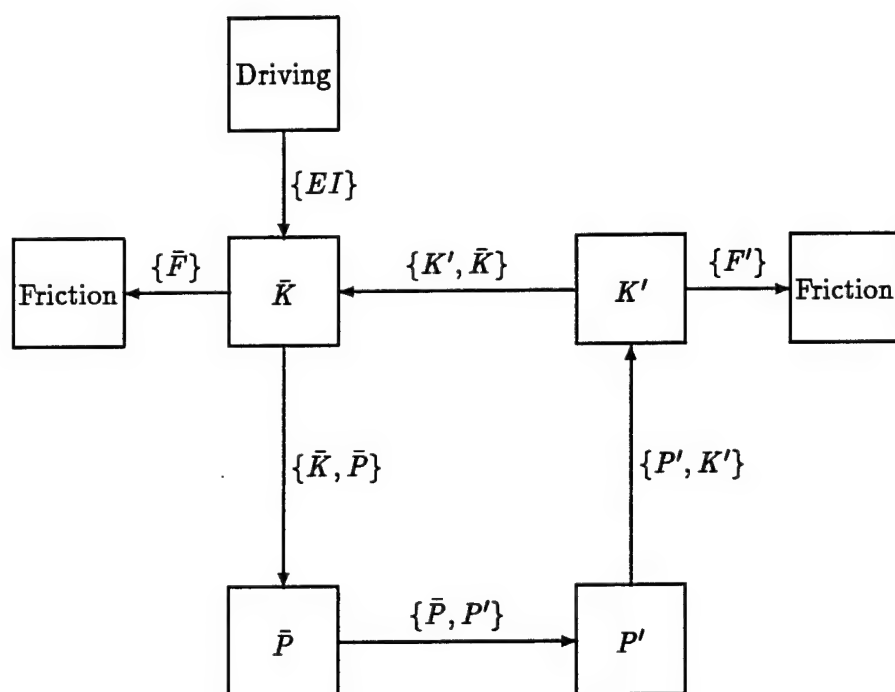 Driving
{EI}
{F̄}
{K′, K̄}
{F′}
Friction
K̄
K′
Friction
{K̄, P̄}
{P′, K′}
{P̄, P′}
P̄
P′